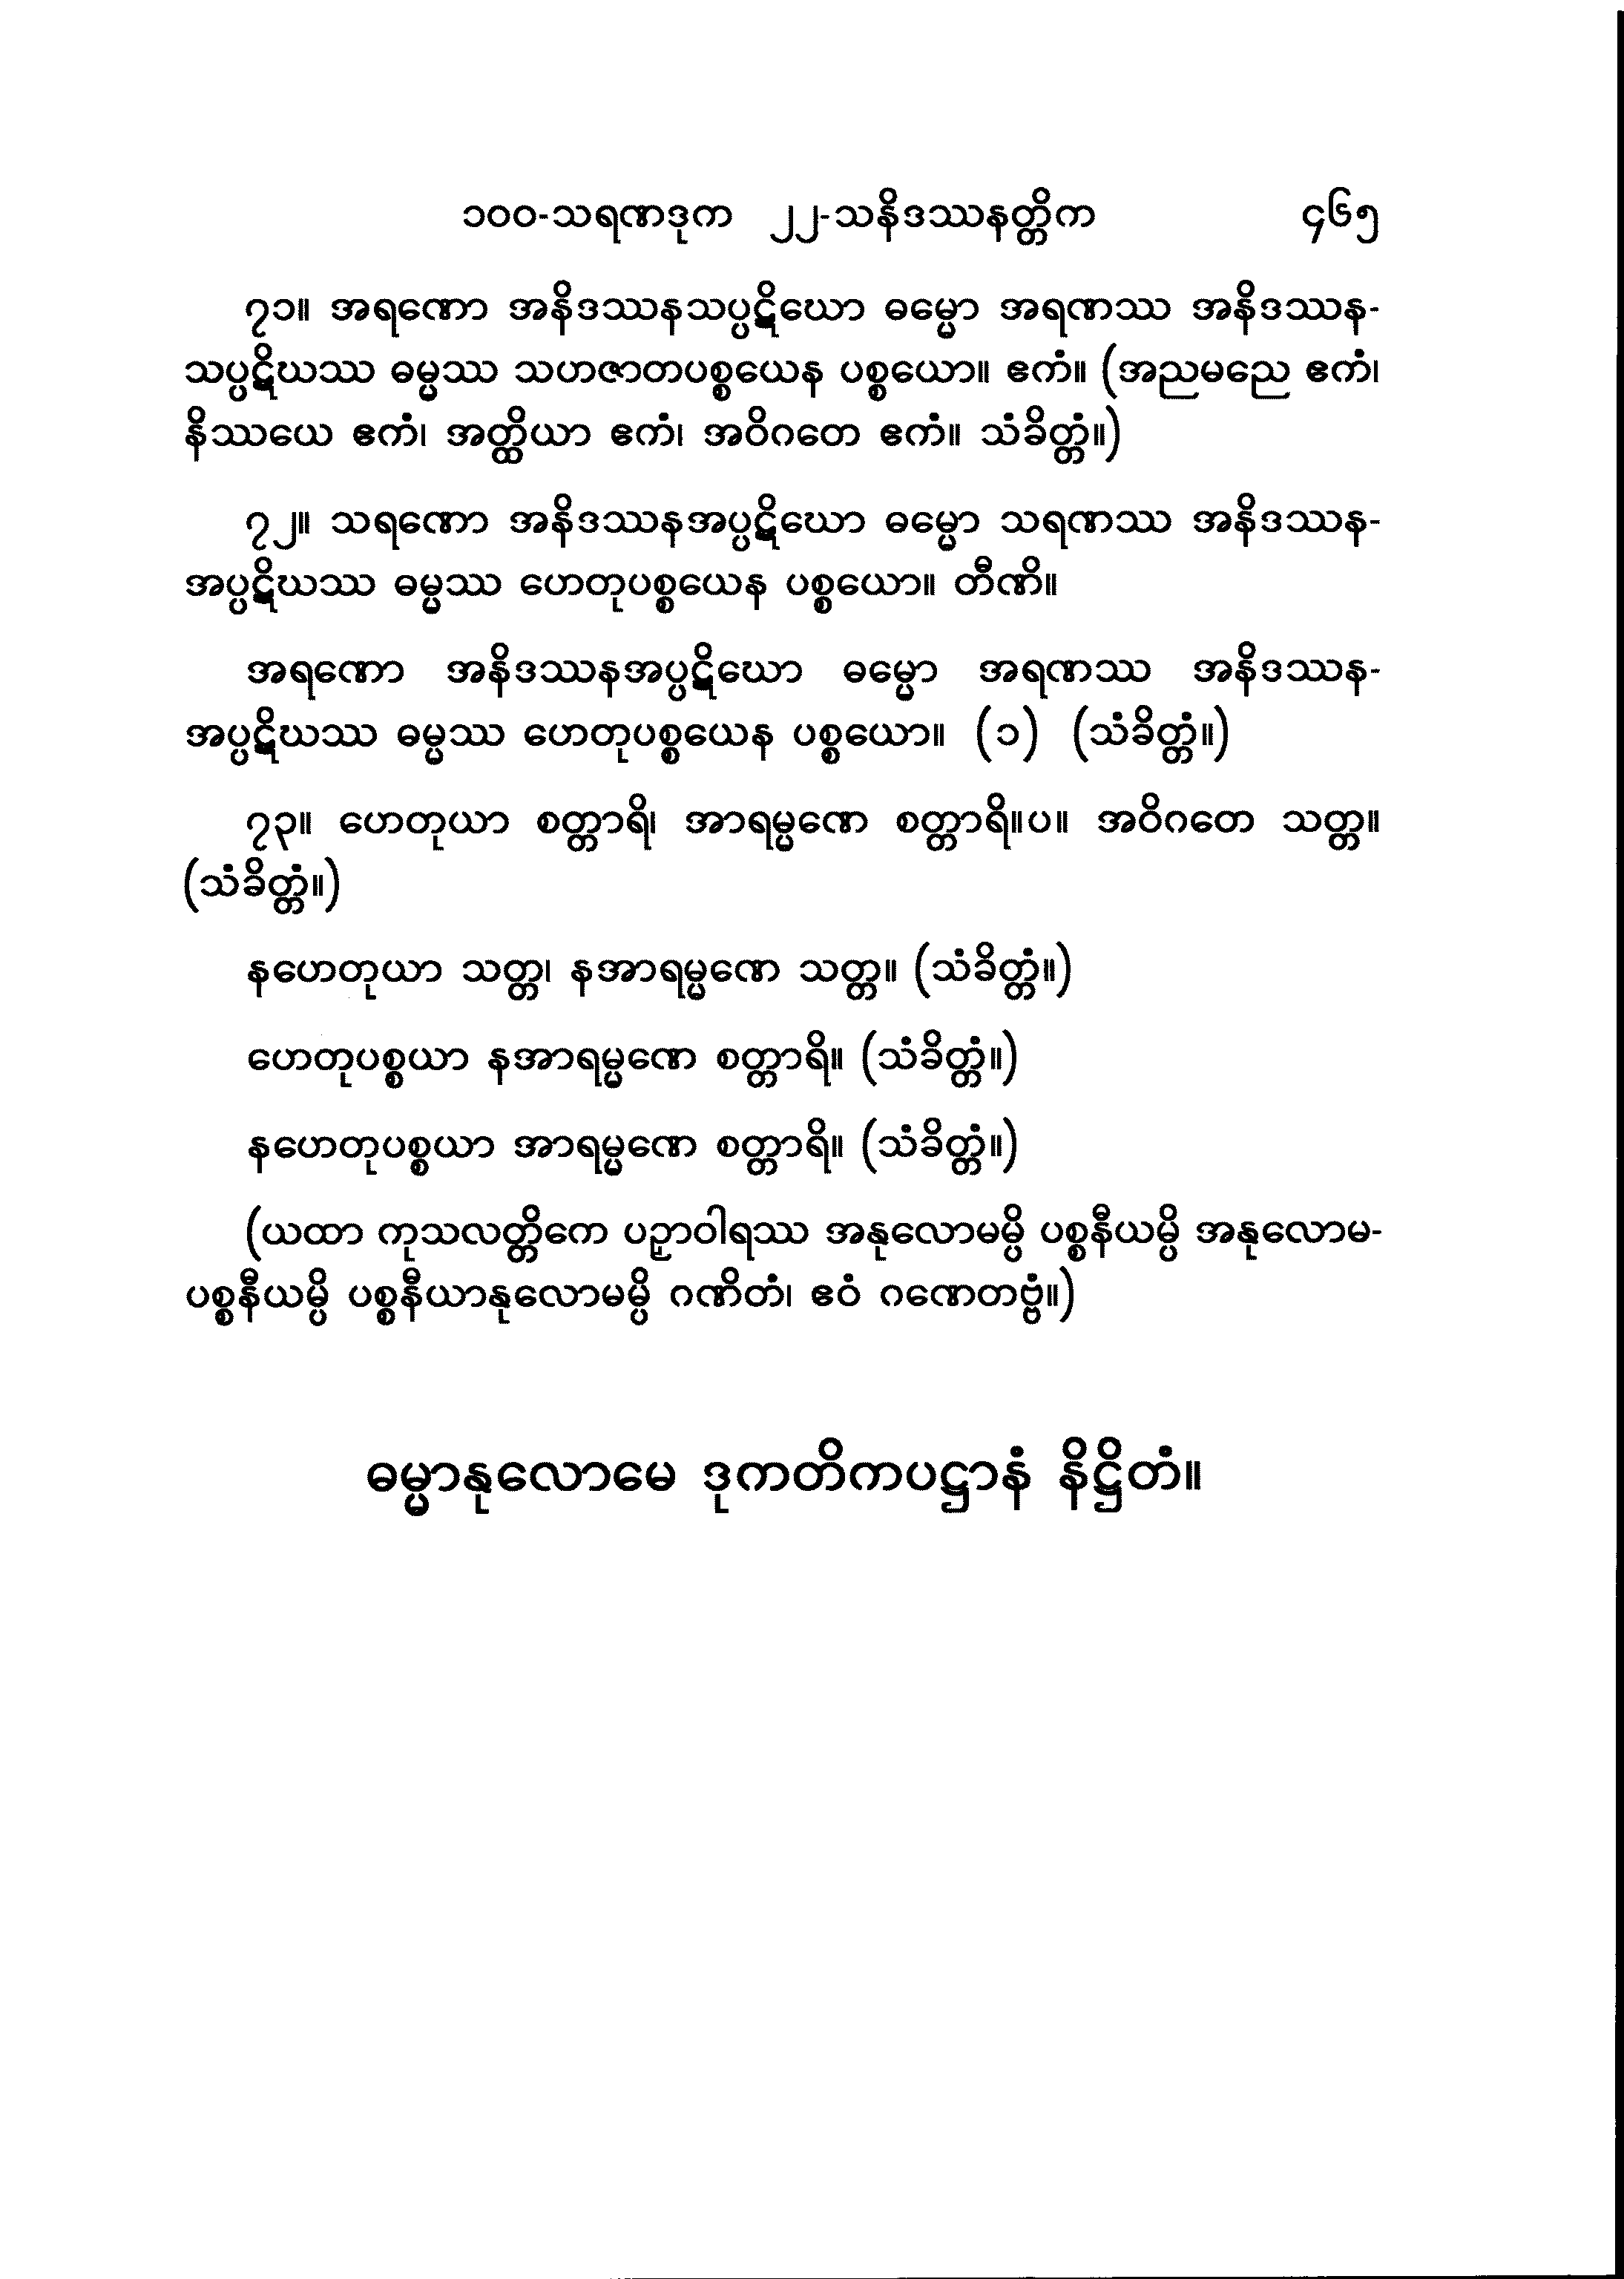 ၁၀၀-သရဏဒုက ၂၂-သနိဒဿနတ္တိက ၄၆၅
၇၁။ အရဏော အနိဒဿနသပ္ပဋိဃော ဓမ္မော အရဏဿ အနိဒဿန-
သပ္ပဋိဃဿ ဓမ္မဿ သဟဇာတပစ္စယေန ပစ္စယော။ ဧကံ။ (အညမညေ ဧကံ၊
နိဿယေ ဧကံ၊ အတ္ထိယာ ဧကံ၊ အဝိဂတေ ဧကံ။ သံခိတ္တံ။)
၇၂။ သရဏော အနိဒဿနအပ္ပဋိဃော ဓမ္မော သရဏဿ အနိဒဿန-
အပ္ပဋိဃဿ ဓမ္မဿ ဟေတုပစ္စယေန ပစ္စယော။ တီဏိ။
အရဏော အနိဒဿနအပ္ပဋိဃော ဓမ္မော အရဏဿ အနိဒဿန-
အပ္ပဋိဃဿ ဓမ္မဿ ဟေတုပစ္စယေန ပစ္စယော။ (၁) (သံခိတ္တံ။)
၇၃။ ဟေတုယာ စတ္တာရိ၊ အာရမ္မဏေ စတ္တာရိ။ပ။ အဝိဂတေ သတ္တ။
(သံခိတ္တံ။)
နဟေတုယာ သတ္တ၊ နအာရမ္မဏေ သတ္တ။ (သံခိတ္တံ။)
ဟေတုပစ္စယာ နအာရမ္မဏေ စတ္တာရိ။ (သံခိတ္တံ။)
နဟေတုပစ္စယာ အာရမ္မဏေ စတ္တာရိ။ (သံခိတ္တံ။)
(ယထာ ကုသလတ္တိကေ ပဉှာဝါရဿ အနုလောမမ္ပိ ပစ္စနီယမ္ပိ အနုလောမ-
ပစ္စနီယမ္ပိ ပစ္စနီယာနုလောမမ္ပိ ဂဏိတံ၊ ဧဝံ ဂဏေတဗ္ဗံ။)
ဓမ္မာနုလောမေ ဒုကတိကပဋ္ဌာနံ နိဋ္ဌိတံ။